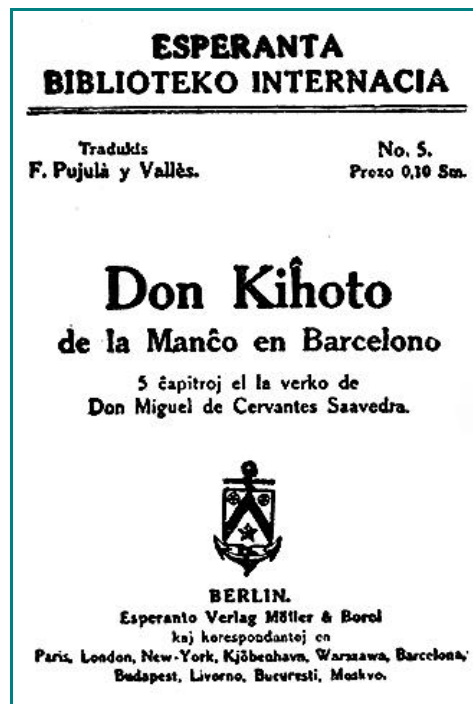 ESPERANTA
BIBLIOTEKO INTERNACIA
Tradukis
F. Pujulà y Vallès.
No. 5.
Prezo 0,10 Sm.
Don Kiĥoto
de la Manĉo en Barcelono
5 ĉapitroj el la verko de
Don Miguel de Cervantes Saavedra.
BERLIN.
Esperanto Verlag Möller & Borel
kaj korespondantoj en
Paris, London, New-York, Kjöbenhavn, Warszawa, Barcelona,
Budapest, Livorno, Bucuresti, Moskvo.